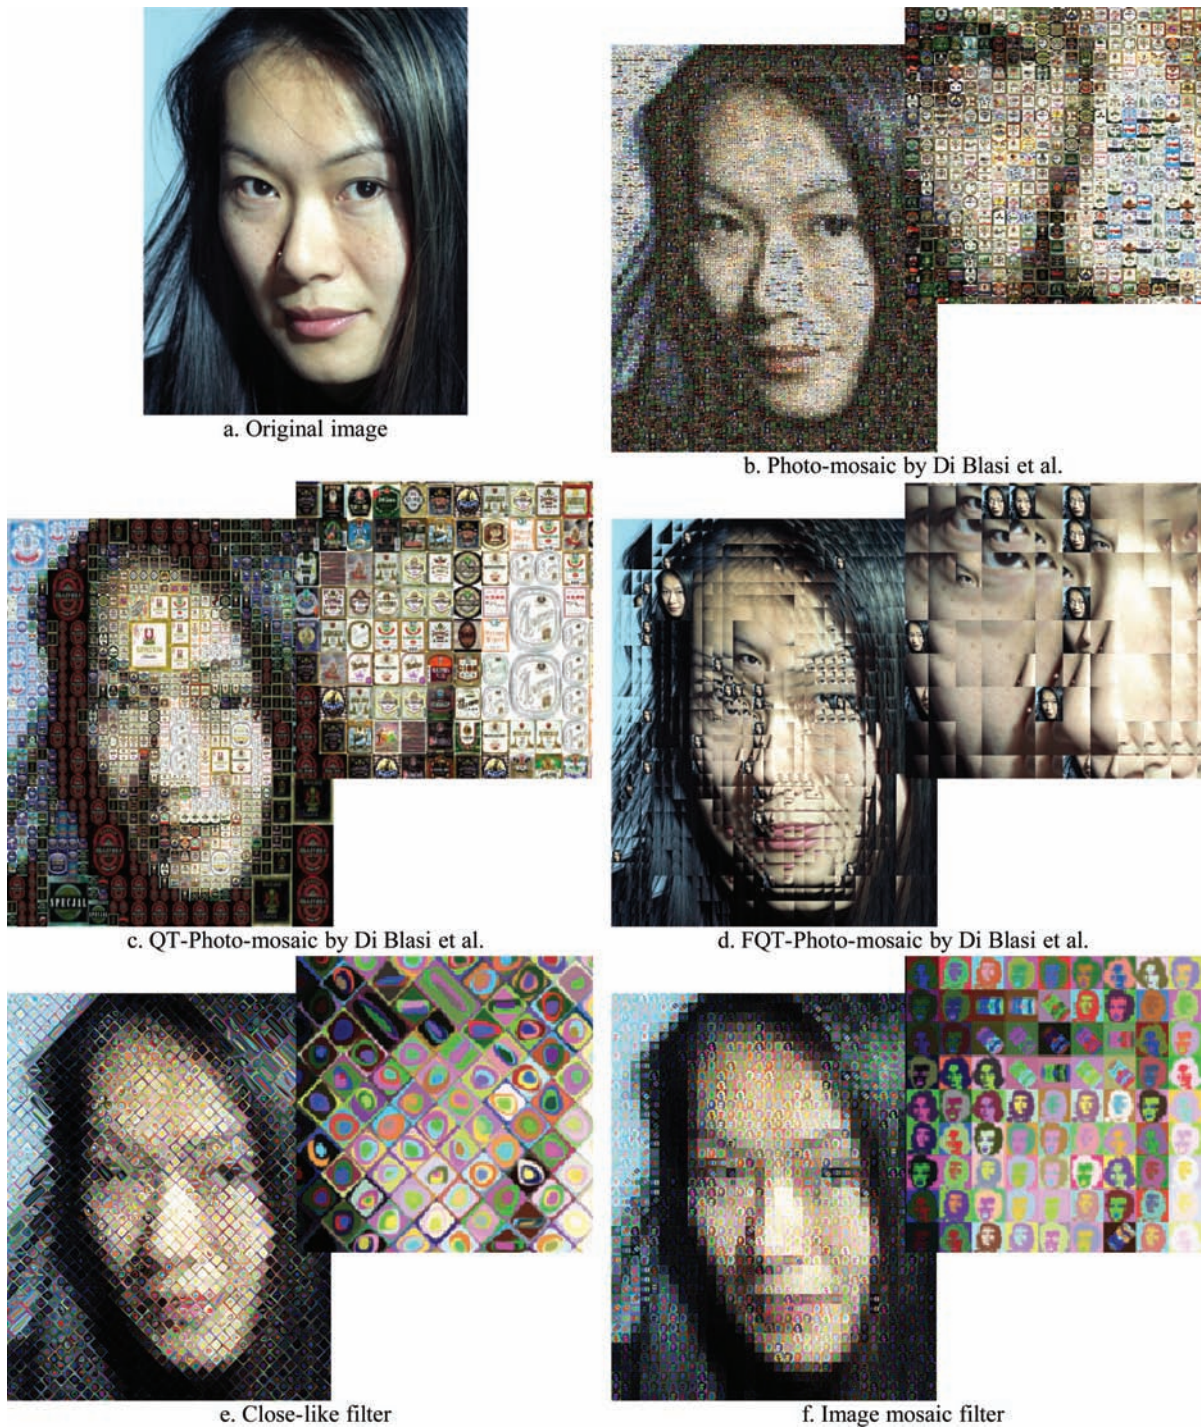 a. Original image
b. Photo-mosaic by Di Blasi et al.
SPECIAL
c. QT-Photo-mosaic by Di Blasi et al.
d. FQT-Photo-mosaic by Di Blasi et al.
e. Close-like filter
f. Image mosaic filter